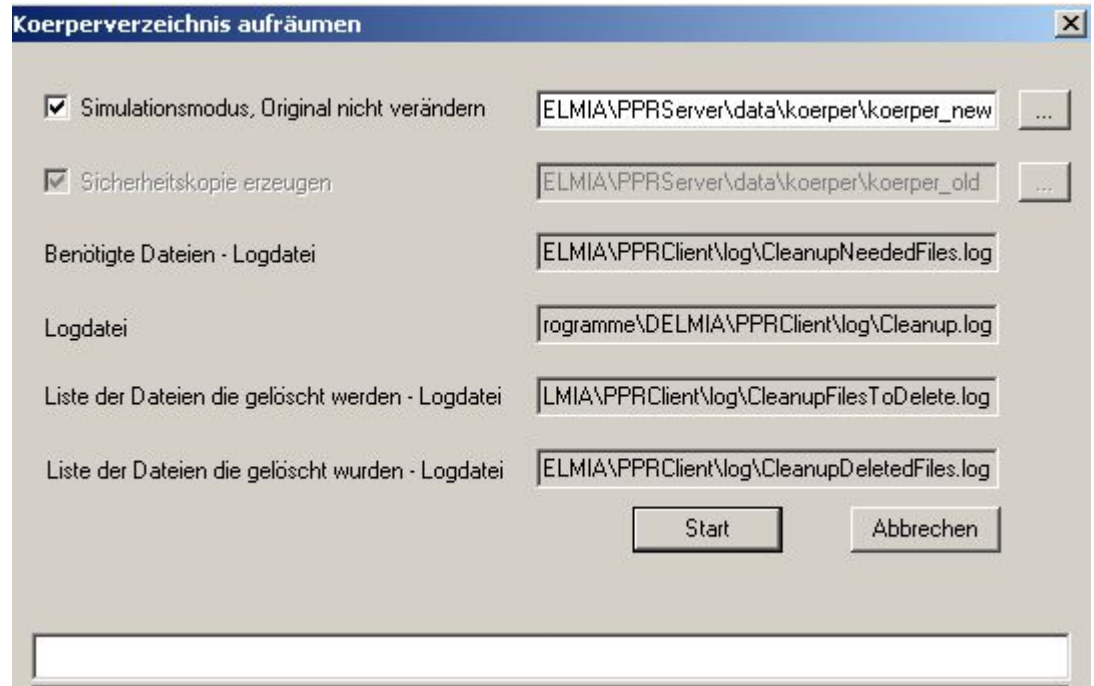 Koerperverzeichnis aufräumen
Simulationsmodus, Original nicht verändern ELMIA\PPRServer\data\koerper\koerper_new ...
Sicherheitskopie erzeugen ELMIA\PPRServer\data\koerper\koerper_old ...
Benötigte Dateien - Logdatei ELMIA\PPRClient\log\CleanupNeededFiles.log
Logdatei rogramme\DELMIA\PPRClient\log\Cleanup.log
Liste der Dateien die gelöscht werden - Logdatei LMIA\PPRClient\log\CleanupFilesToDelete.log
Liste der Dateien die gelöscht wurden - Logdatei ELMIA\PPRClient\log\CleanupDeletedFiles.log
Start Abbrechen